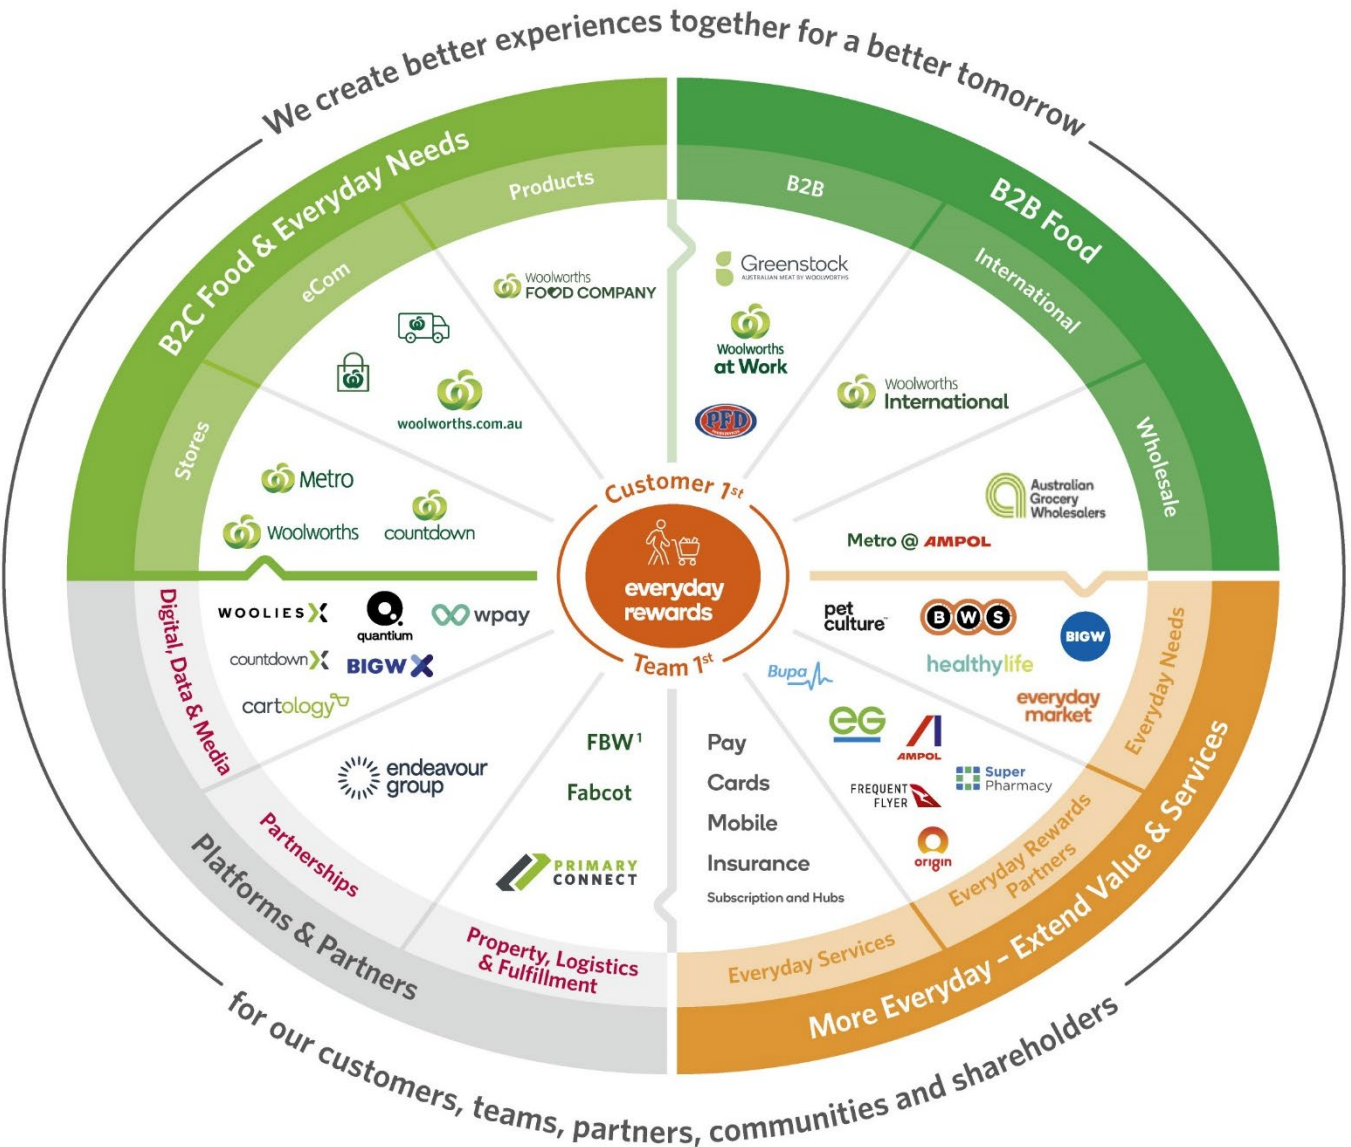 We create better experiences together for a better tomorrow
B2C Food & Everyday Needs
Products
eCom
Stores
Woolworths
FOOD COMPANY
woolworths.com.au
Metro
Woolworths
countdown
B2B Food
B2B
International
Wholesale
Greenstock
AUSTRALIAN MEAT BY WOOLWORTHS
Woolworths
at Work
PFD
Woolworths
International
Australian
Grocery
Wholesalers
Metro @ AMPOL
Customer 1st
everyday
rewards
Team 1st
Digital, Data & Media
WOOLIESX
quantium
wpay
countdownX
BIGW X
cartology
Partnerships
endeavour
group
Platforms & Partners
FBW1
Fabcot
PRIMARY
CONNECT
Property, Logistics
& Fulfillment
pet
culture
BWS
BIGW
healthylife
everyday
market
Everyday Needs
Bupa
eG
AMPOL
FREQUENT
FLYER
Super
Pharmacy
origin
Everyday Rewards
Partners
Pay
Cards
Mobile
Insurance
Subscription and Hubs
Everyday Services
More Everyday – Extend Value & Services
for our customers, teams, partners, communities and shareholders